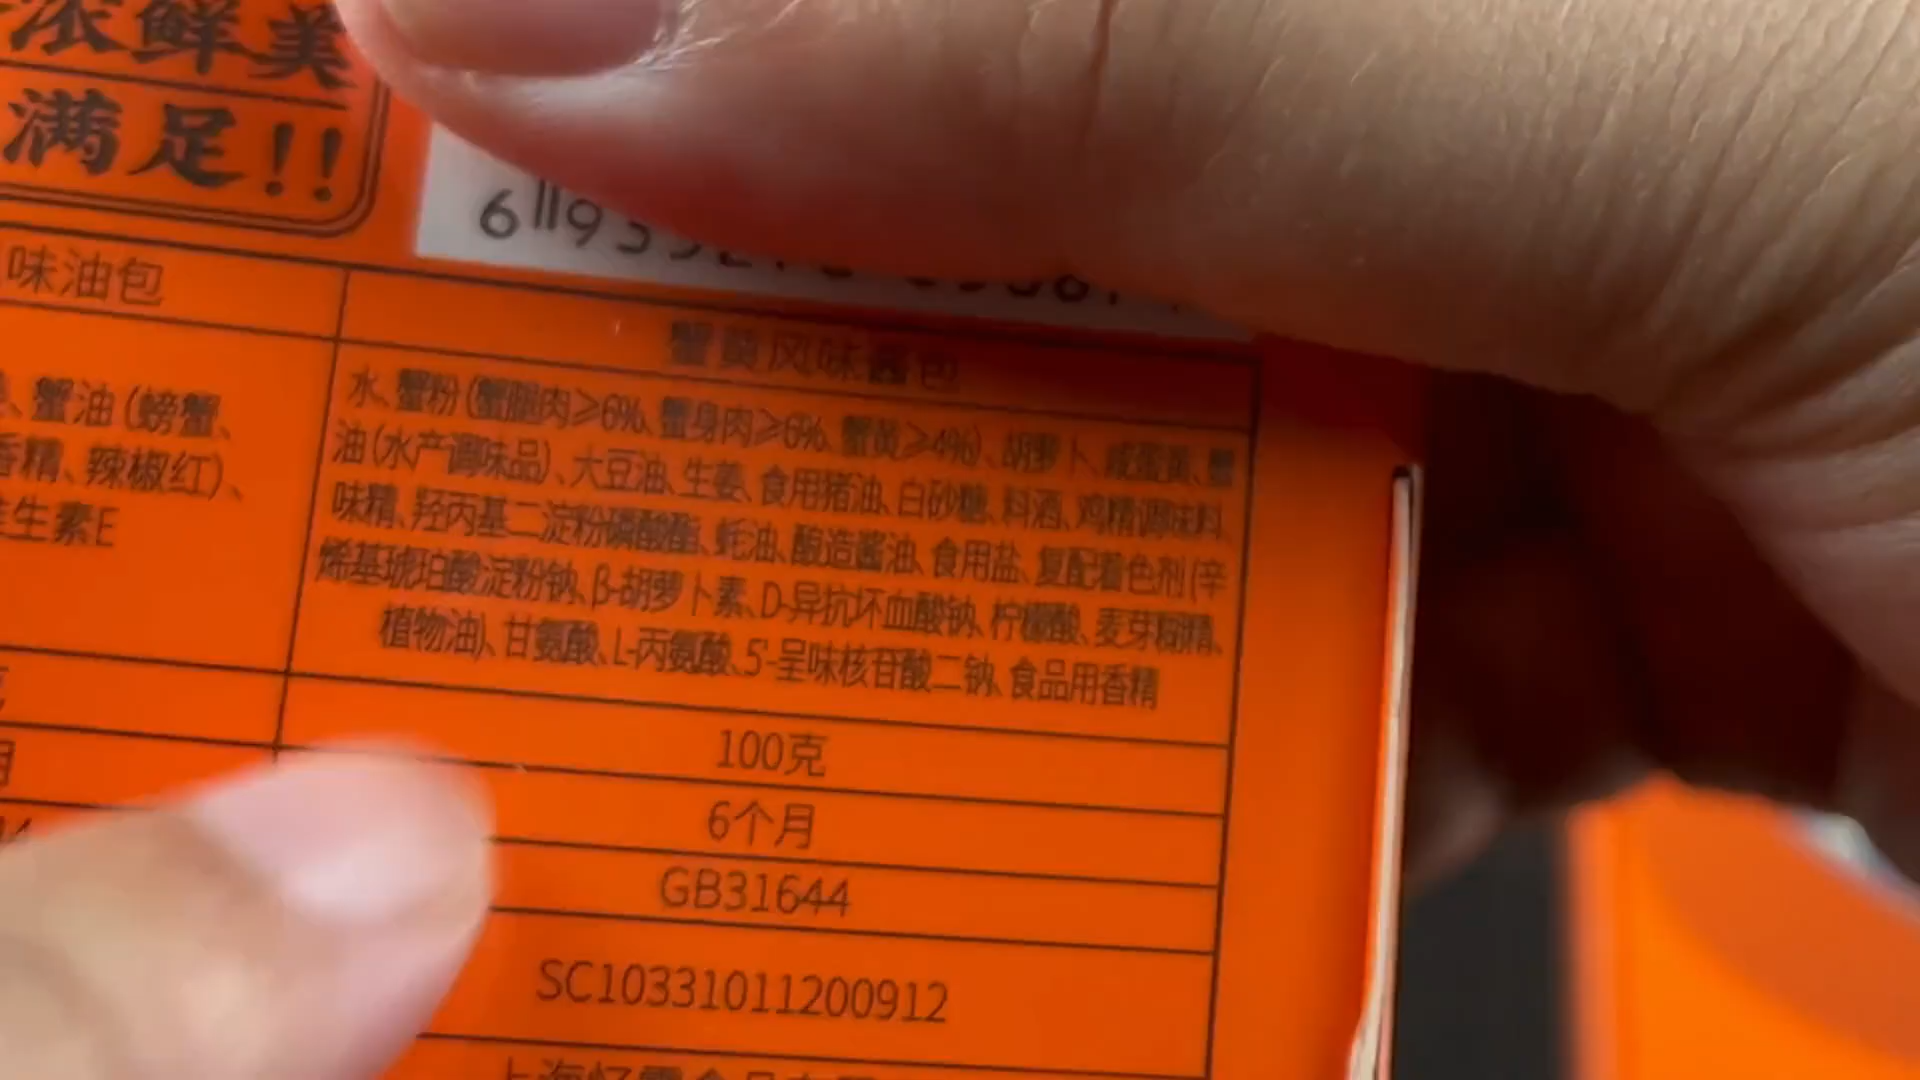 浓鲜美
满足!!
味油包
、蟹油(螃蟹、
香精、辣椒红)、
生素E
蟹黄风味酱包
水、蟹粉(蟹腿肉≥6%、蟹身肉≥6%、蟹黄≥4%)、胡萝卜、咸蛋黄、蟹
油(水产调味品)、大豆油、生姜、食用猪油、白砂糖、料酒、鸡精调味料、
味精、羟丙基二淀粉磷酸酯、蚝油、酿造酱油、食用盐、复配着色剂(辛
烯基琥珀酸淀粉钠、β-胡萝卜素、D-异抗坏血酸钠、柠檬酸、麦芽糊精、
植物油)、甘氨酸、L-丙氨酸、5'-呈味核苷酸二钠、食品用香精
100克
6个月
GB31644
SC10331011200912